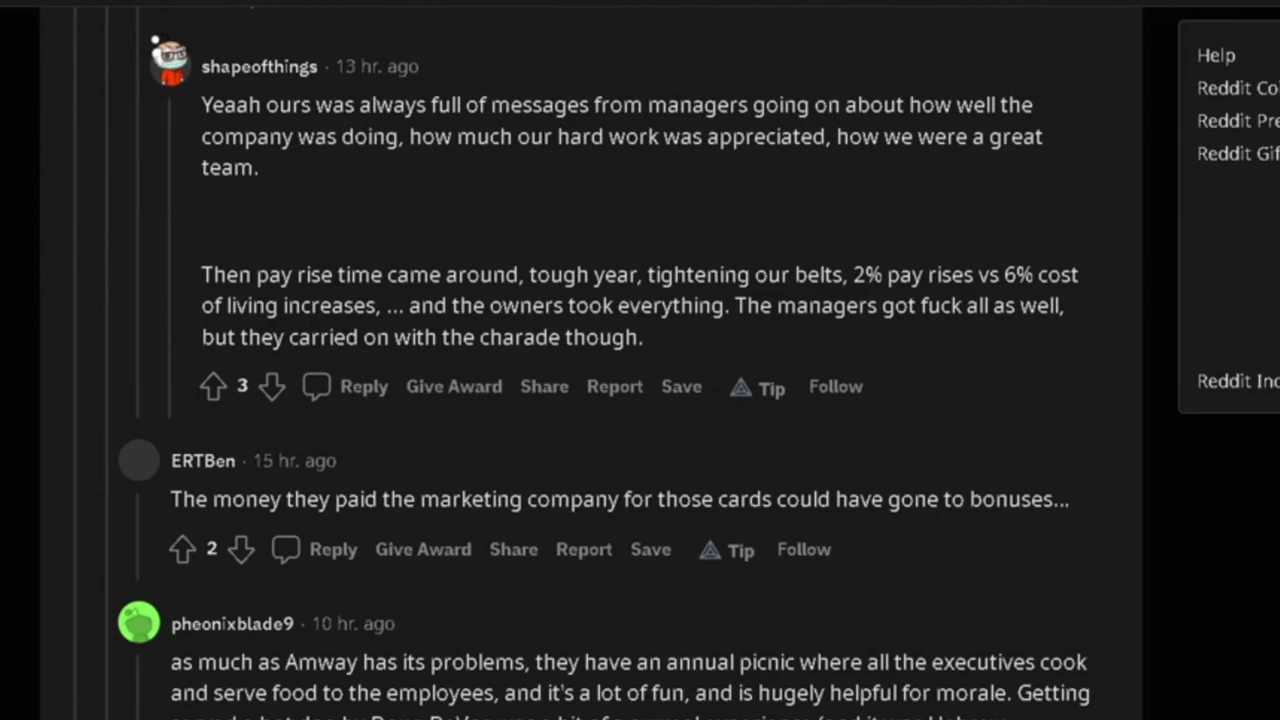 shapeofthings · 13 hr. ago
Yeaah ours was always full of messages from managers going on about how well the
company was doing, how much our hard work was appreciated, how we were a great
team.
Then pay rise time came around, tough year, tightening our belts, 2% pay rises vs 6% cost
of living increases, ... and the owners took everything. The managers got fuck all as well,
but they carried on with the charade though.
3 Reply Give Award Share Report Save Tip Follow
ERTBen · 15 hr. ago
The money they paid the marketing company for those cards could have gone to bonuses...
2 Reply Give Award Share Report Save Tip Follow
pheonixblade9 · 10 hr. ago
as much as Amway has its problems, they have an annual picnic where all the executives cook
and serve food to the employees, and it's a lot of fun, and is hugely helpful for morale. Getting
Help
Reddit Co
Reddit Pre
Reddit Gif
Reddit Inc